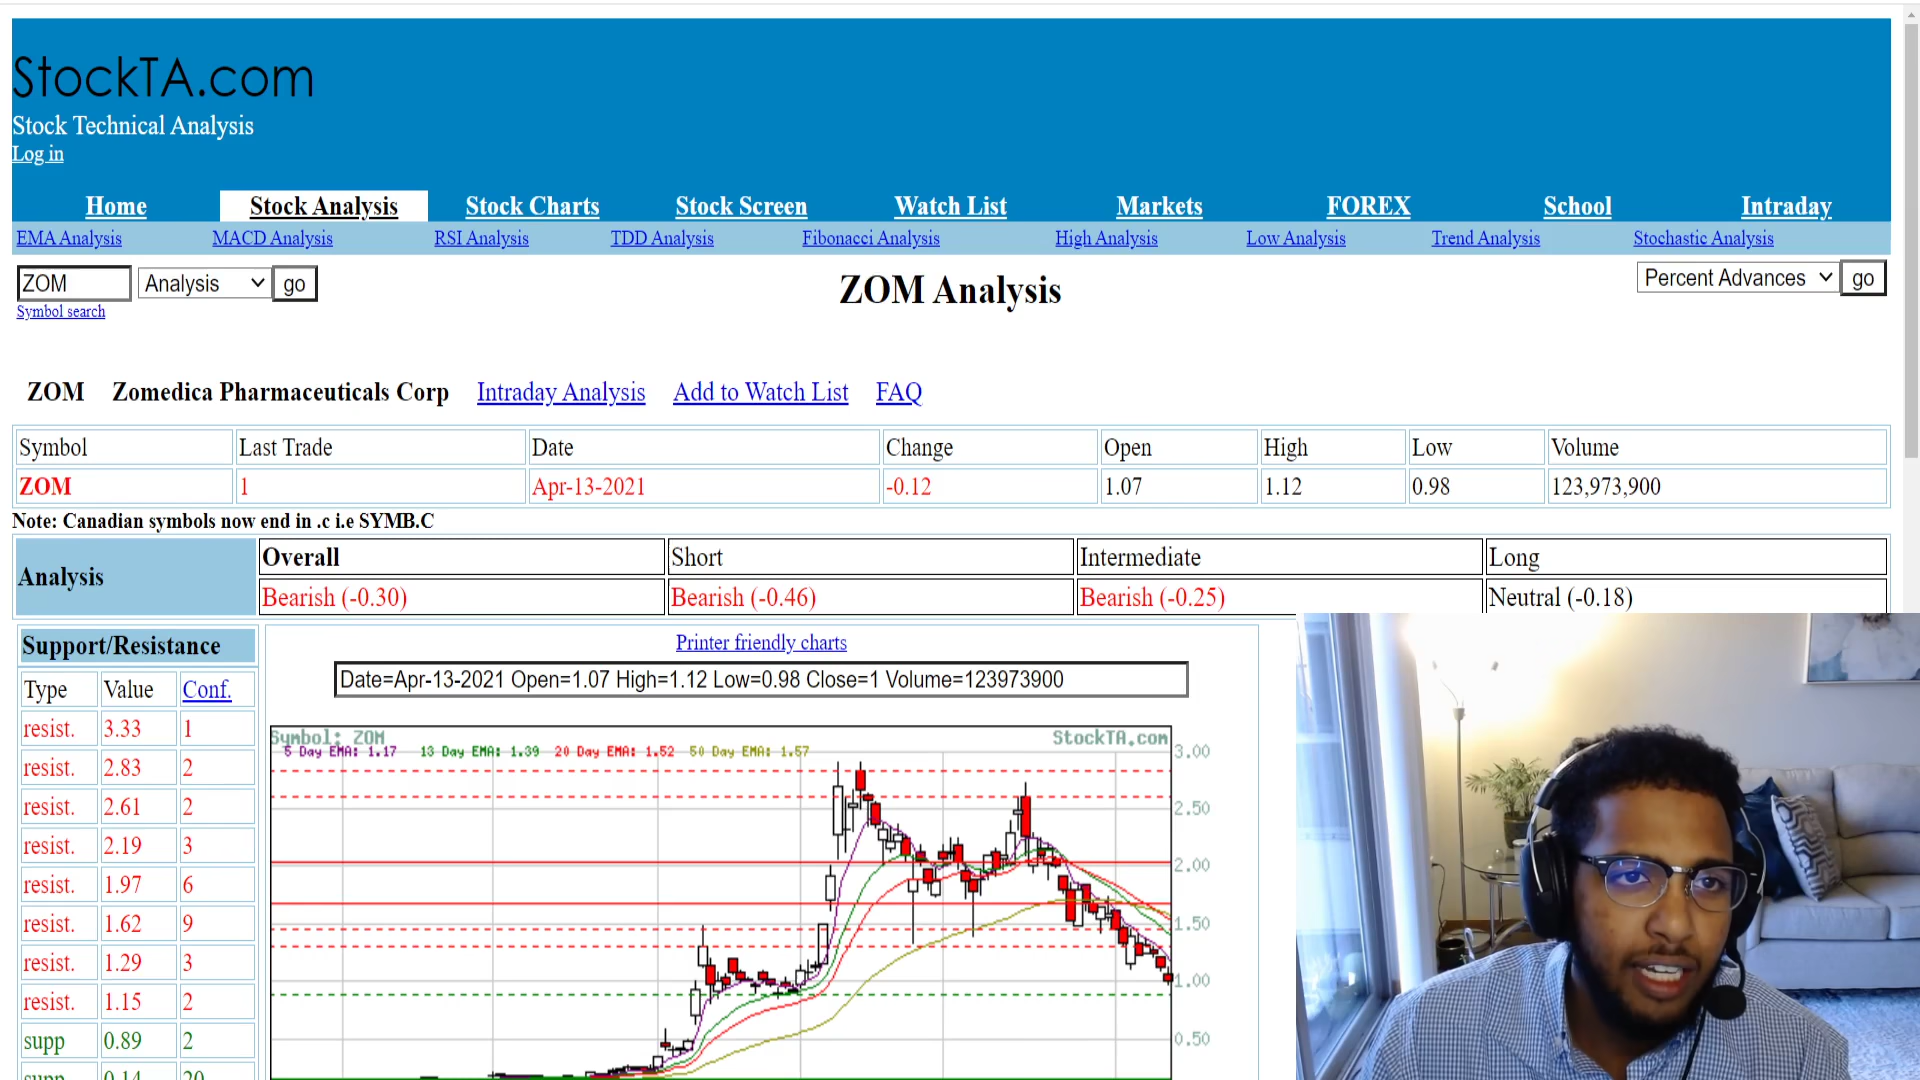 StockTA.com
Stock Technical Analysis
Log in
Home Stock Analysis Stock Charts Stock Screen Watch List Markets FOREX School Intraday
EMA Analysis MACD Analysis RSI Analysis TDD Analysis Fibonacci Analysis High Analysis Low Analysis Trend Analysis Stochastic Analysis
ZOM Analysis go ZOM Analysis Percent Advances go
Symbol search
ZOM Zomedica Pharmaceuticals Corp Intraday Analysis Add to Watch List FAQ
Symbol Last Trade Date Change Open High Low Volume
ZOM 1 Apr-13-2021 -0.12 1.07 1.12 0.98 123,973,900
Note: Canadian symbols now end in .c i.e SYMB.C
Analysis
Overall Short Intermediate Long
Bearish (-0.30) Bearish (-0.46) Bearish (-0.25) Neutral (-0.18)
Support/Resistance
Type Value Conf.
resist. 3.33 1
resist. 2.83 2
resist. 2.61 2
resist. 2.19 3
resist. 1.97 6
resist. 1.62 9
resist. 1.29 3
resist. 1.15 2
supp 0.89 2
supp 0.14 20
Printer friendly charts
Date=Apr-13-2021 Open=1.07 High=1.12 Low=0.98 Close=1 Volume=123973900
Symbol: ZOM StockTA.com
5 Day EMA: 1.17 13 Day EMA: 1.39 20 Day EMA: 1.52 50 Day EMA: 1.57
3.00
2.50
2.00
1.50
1.00
0.50